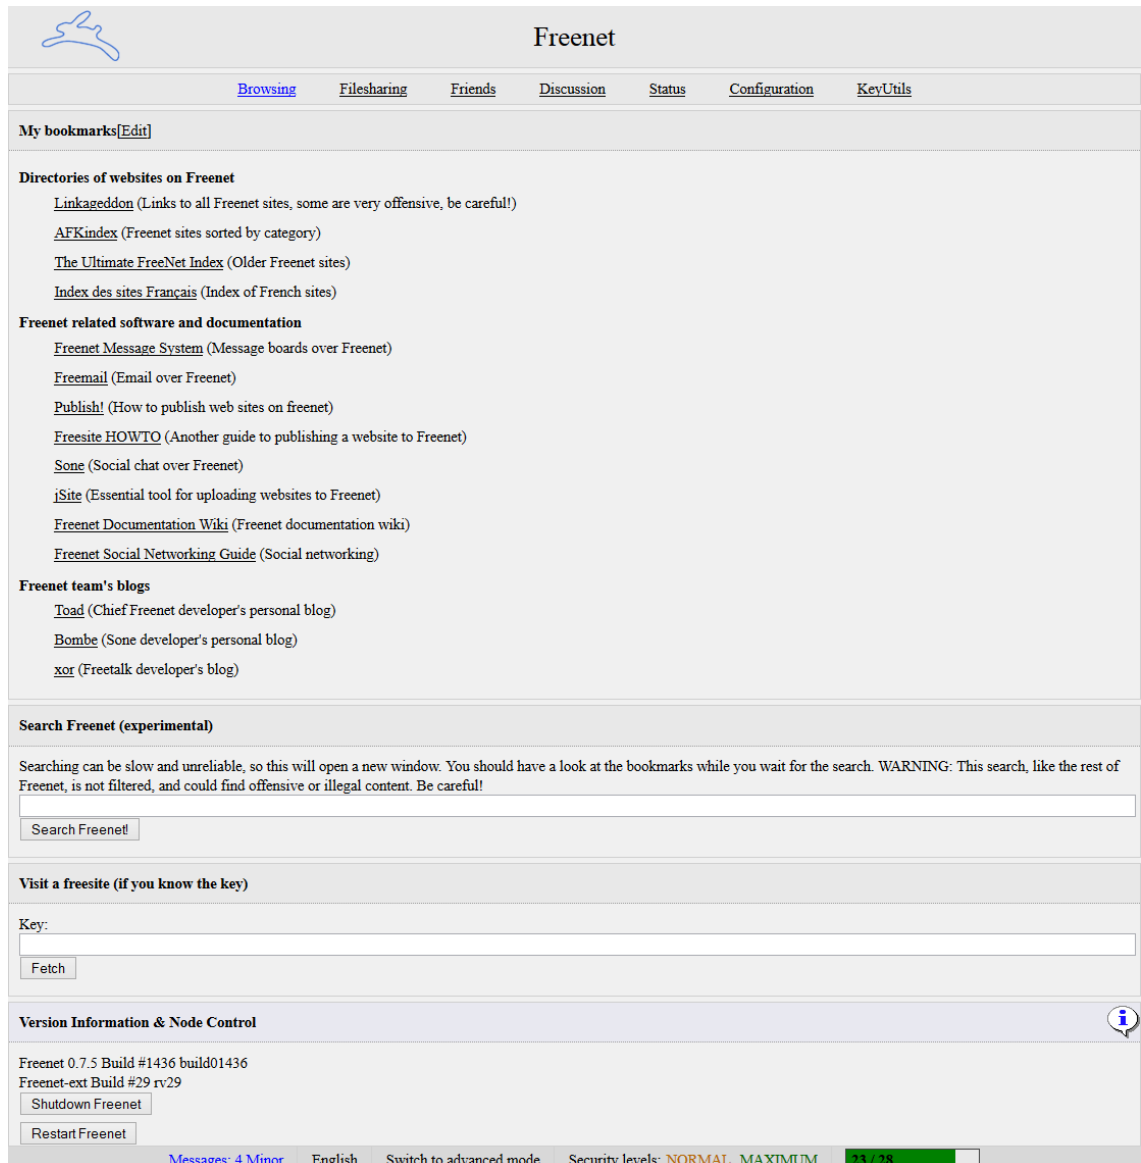 Freenet
Browsing Filesharing Friends Discussion Status Configuration KeyUtils
My bookmarks[Edit]
Directories of websites on Freenet
Linkageddon (Links to all Freenet sites, some are very offensive, be careful!)
AFKindex (Freenet sites sorted by category)
The Ultimate FreeNet Index (Older Freenet sites)
Index des sites Français (Index of French sites)
Freenet related software and documentation
Freenet Message System (Message boards over Freenet)
Freemail (Email over Freenet)
Publish! (How to publish web sites on freenet)
Freesite HOWTO (Another guide to publishing a website to Freenet)
Sone (Social chat over Freenet)
jSite (Essential tool for uploading websites to Freenet)
Freenet Documentation Wiki (Freenet documentation wiki)
Freenet Social Networking Guide (Social networking)
Freenet team's blogs
Toad (Chief Freenet developer's personal blog)
Bombe (Sone developer's personal blog)
xor (Freetalk developer's blog)
Search Freenet (experimental)
Searching can be slow and unreliable, so this will open a new window. You should have a look at the bookmarks while you wait for the search. WARNING: This search, like the rest of
Freenet, is not filtered, and could find offensive or illegal content. Be careful!
Search Freenet!
Visit a freesite (if you know the key)
Key:
Fetch
Version Information & Node Control
i
Freenet 0.7.5 Build #1436 build01436
Freenet-ext Build #29 rv29
Shutdown Freenet
Restart Freenet
Messages: 4 Minor English Switch to advanced mode Security levels: NORMAL MAXIMUM 23 / 28